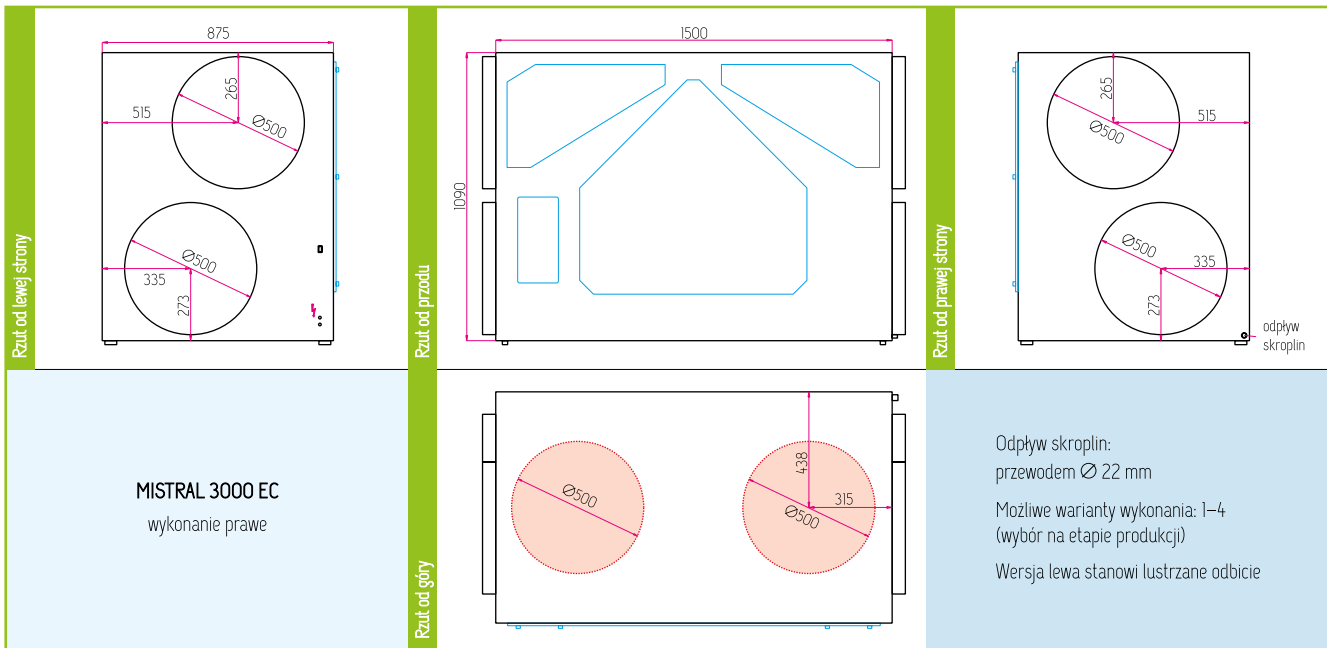 Rzut od lewej strony
875
265
515
Ø500
Ø500
335
273
Rzut od przodu
1500
1090
Rzut od prawej strony
265
515
Ø500
Ø500
335
273
odpływ
skroplin
MISTRAL 3000 EC
wykonanie prawe
Rzut od góry
Ø500
438
315
Ø500
Odpływ skroplin:
przewodem Ø 22 mm
Możliwe warianty wykonania: 1–4
(wybór na etapie produkcji)
Wersja lewa stanowi lustrzane odbicie